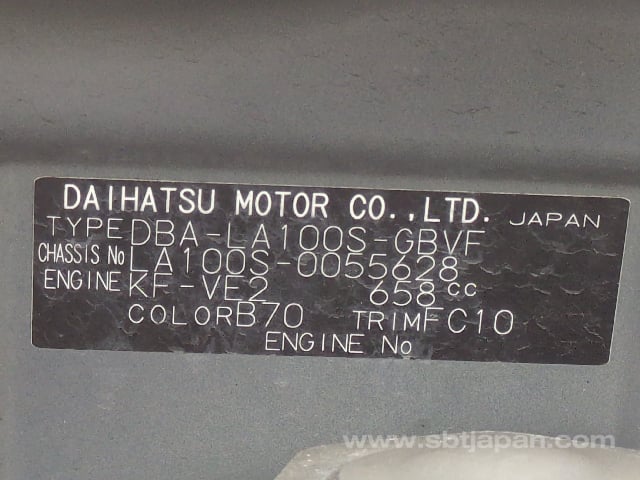 DAIHATSU MOTOR CO.,LTD. JAPAN
TYPE DBA-LA100S-GBVF
CHASSIS No LA100S-0055628
ENGINE KF-VE2 658cc
COLOR B70 TRIM FC10
ENGINE No
www.sbtjapan.com